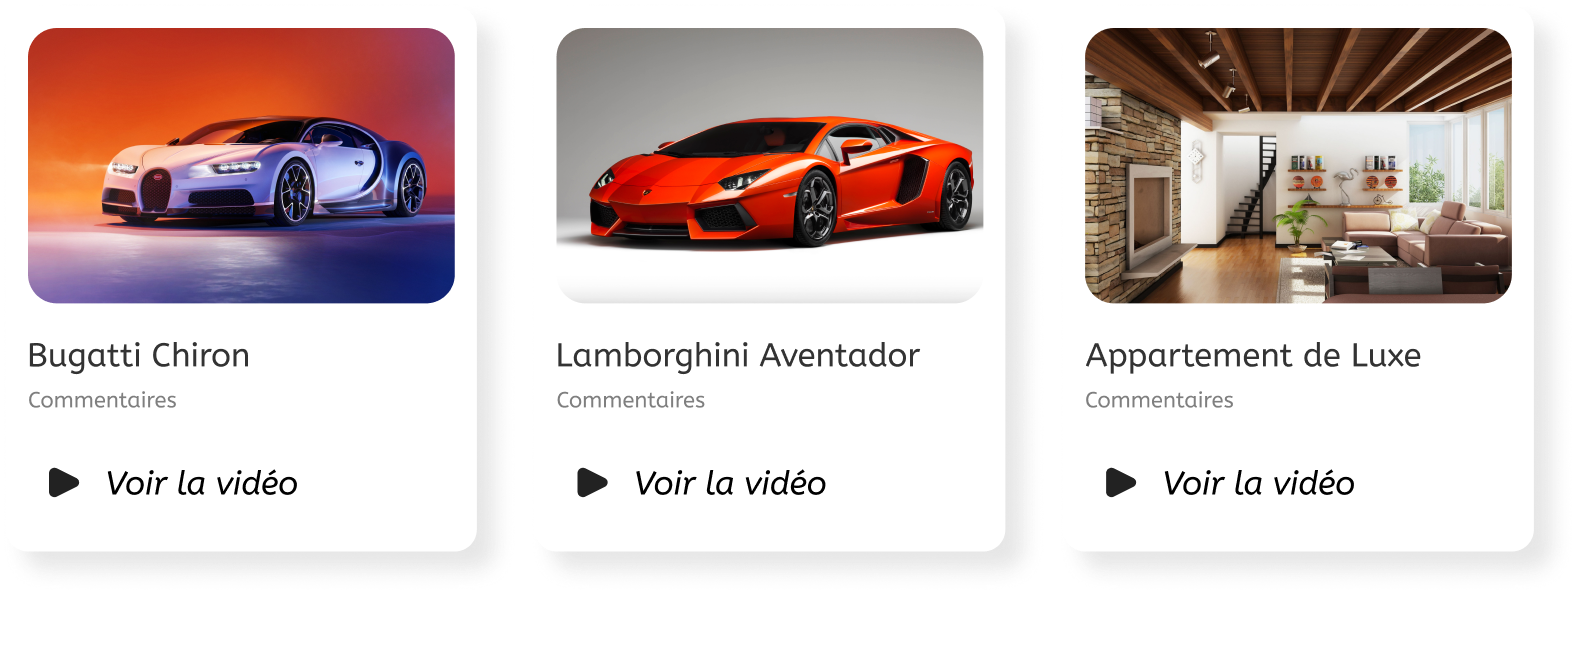 Bugatti Chiron
Commentaires
Voir la vidéo
Lamborghini Aventador
Commentaires
Voir la vidéo
Appartement de Luxe
Commentaires
Voir la vidéo